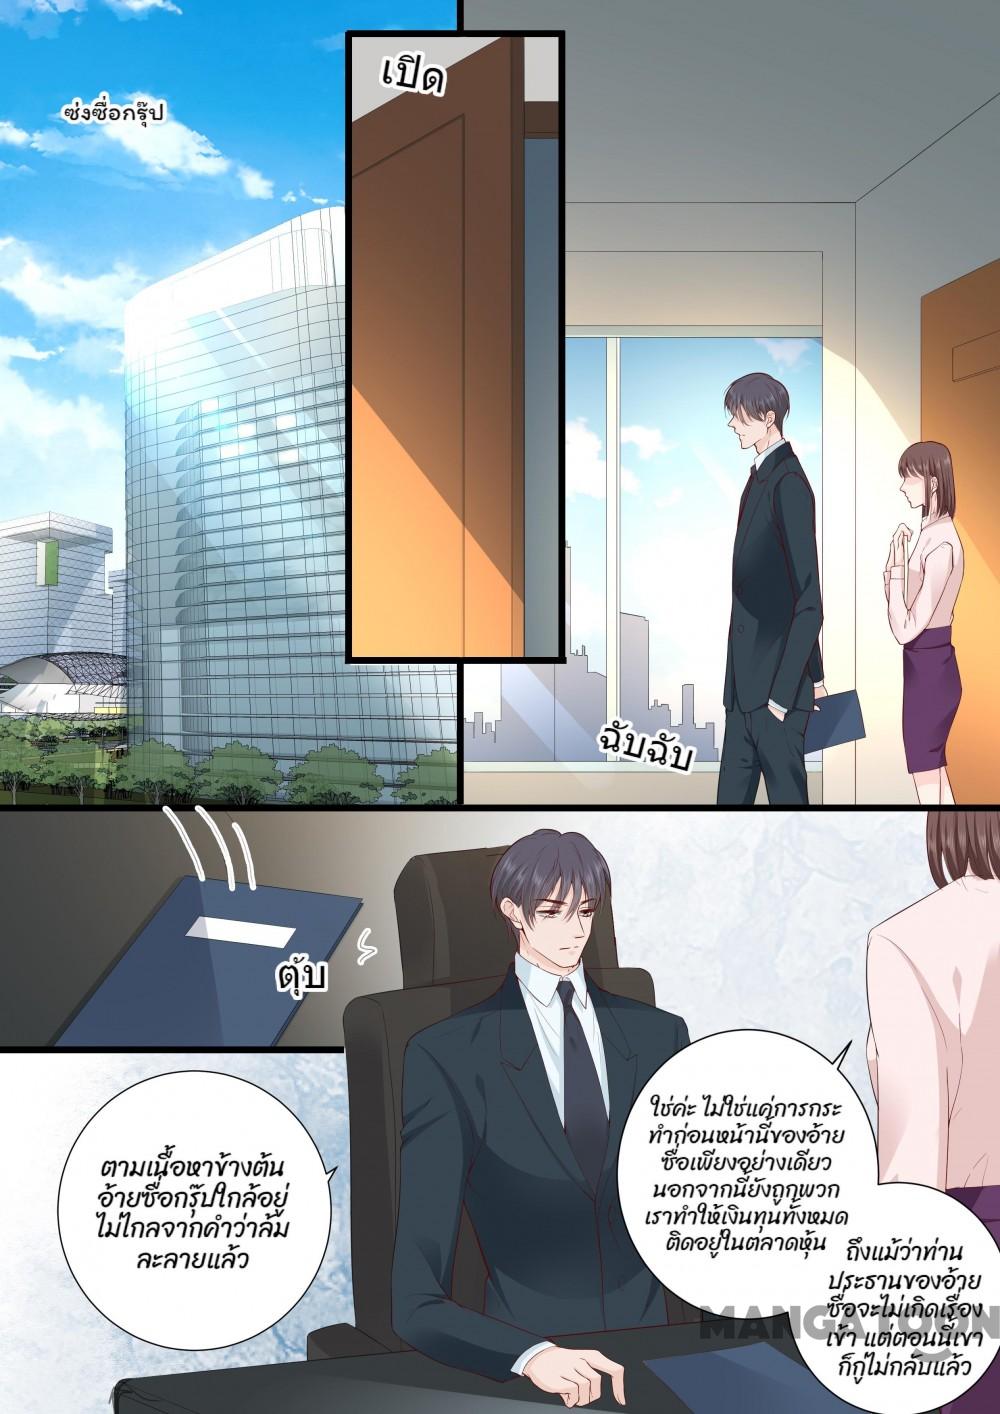 ซ่งซื่อกรุ๊ป
เปิด
ฉับฉับ
ตุ้บ
ตามเนื้อหาข้างต้น
อ้ายซื่อกรุ๊ปใกล้อยู่
ไม่ไกลจากคำว่าล้ม
ละลายแล้ว
ใช่ค่ะ ไม่ใช่แค่การกระ
ทำก่อนหน้านี้ของอ้าย
ซื่อเพียงอย่างเดียว
นอกจากนี้ยังถูกพวก
เราทำให้เงินทุนทั้งหมด
ติดอยู่ในตลาดหุ้น
ถึงแม้ว่าท่าน
ประธานของอ้าย
ซื่อจะไม่เกิดเรื่อง
เข้า แต่ตอนนี้เขา
ก็กู่ไม่กลับแล้ว
MANGATOON